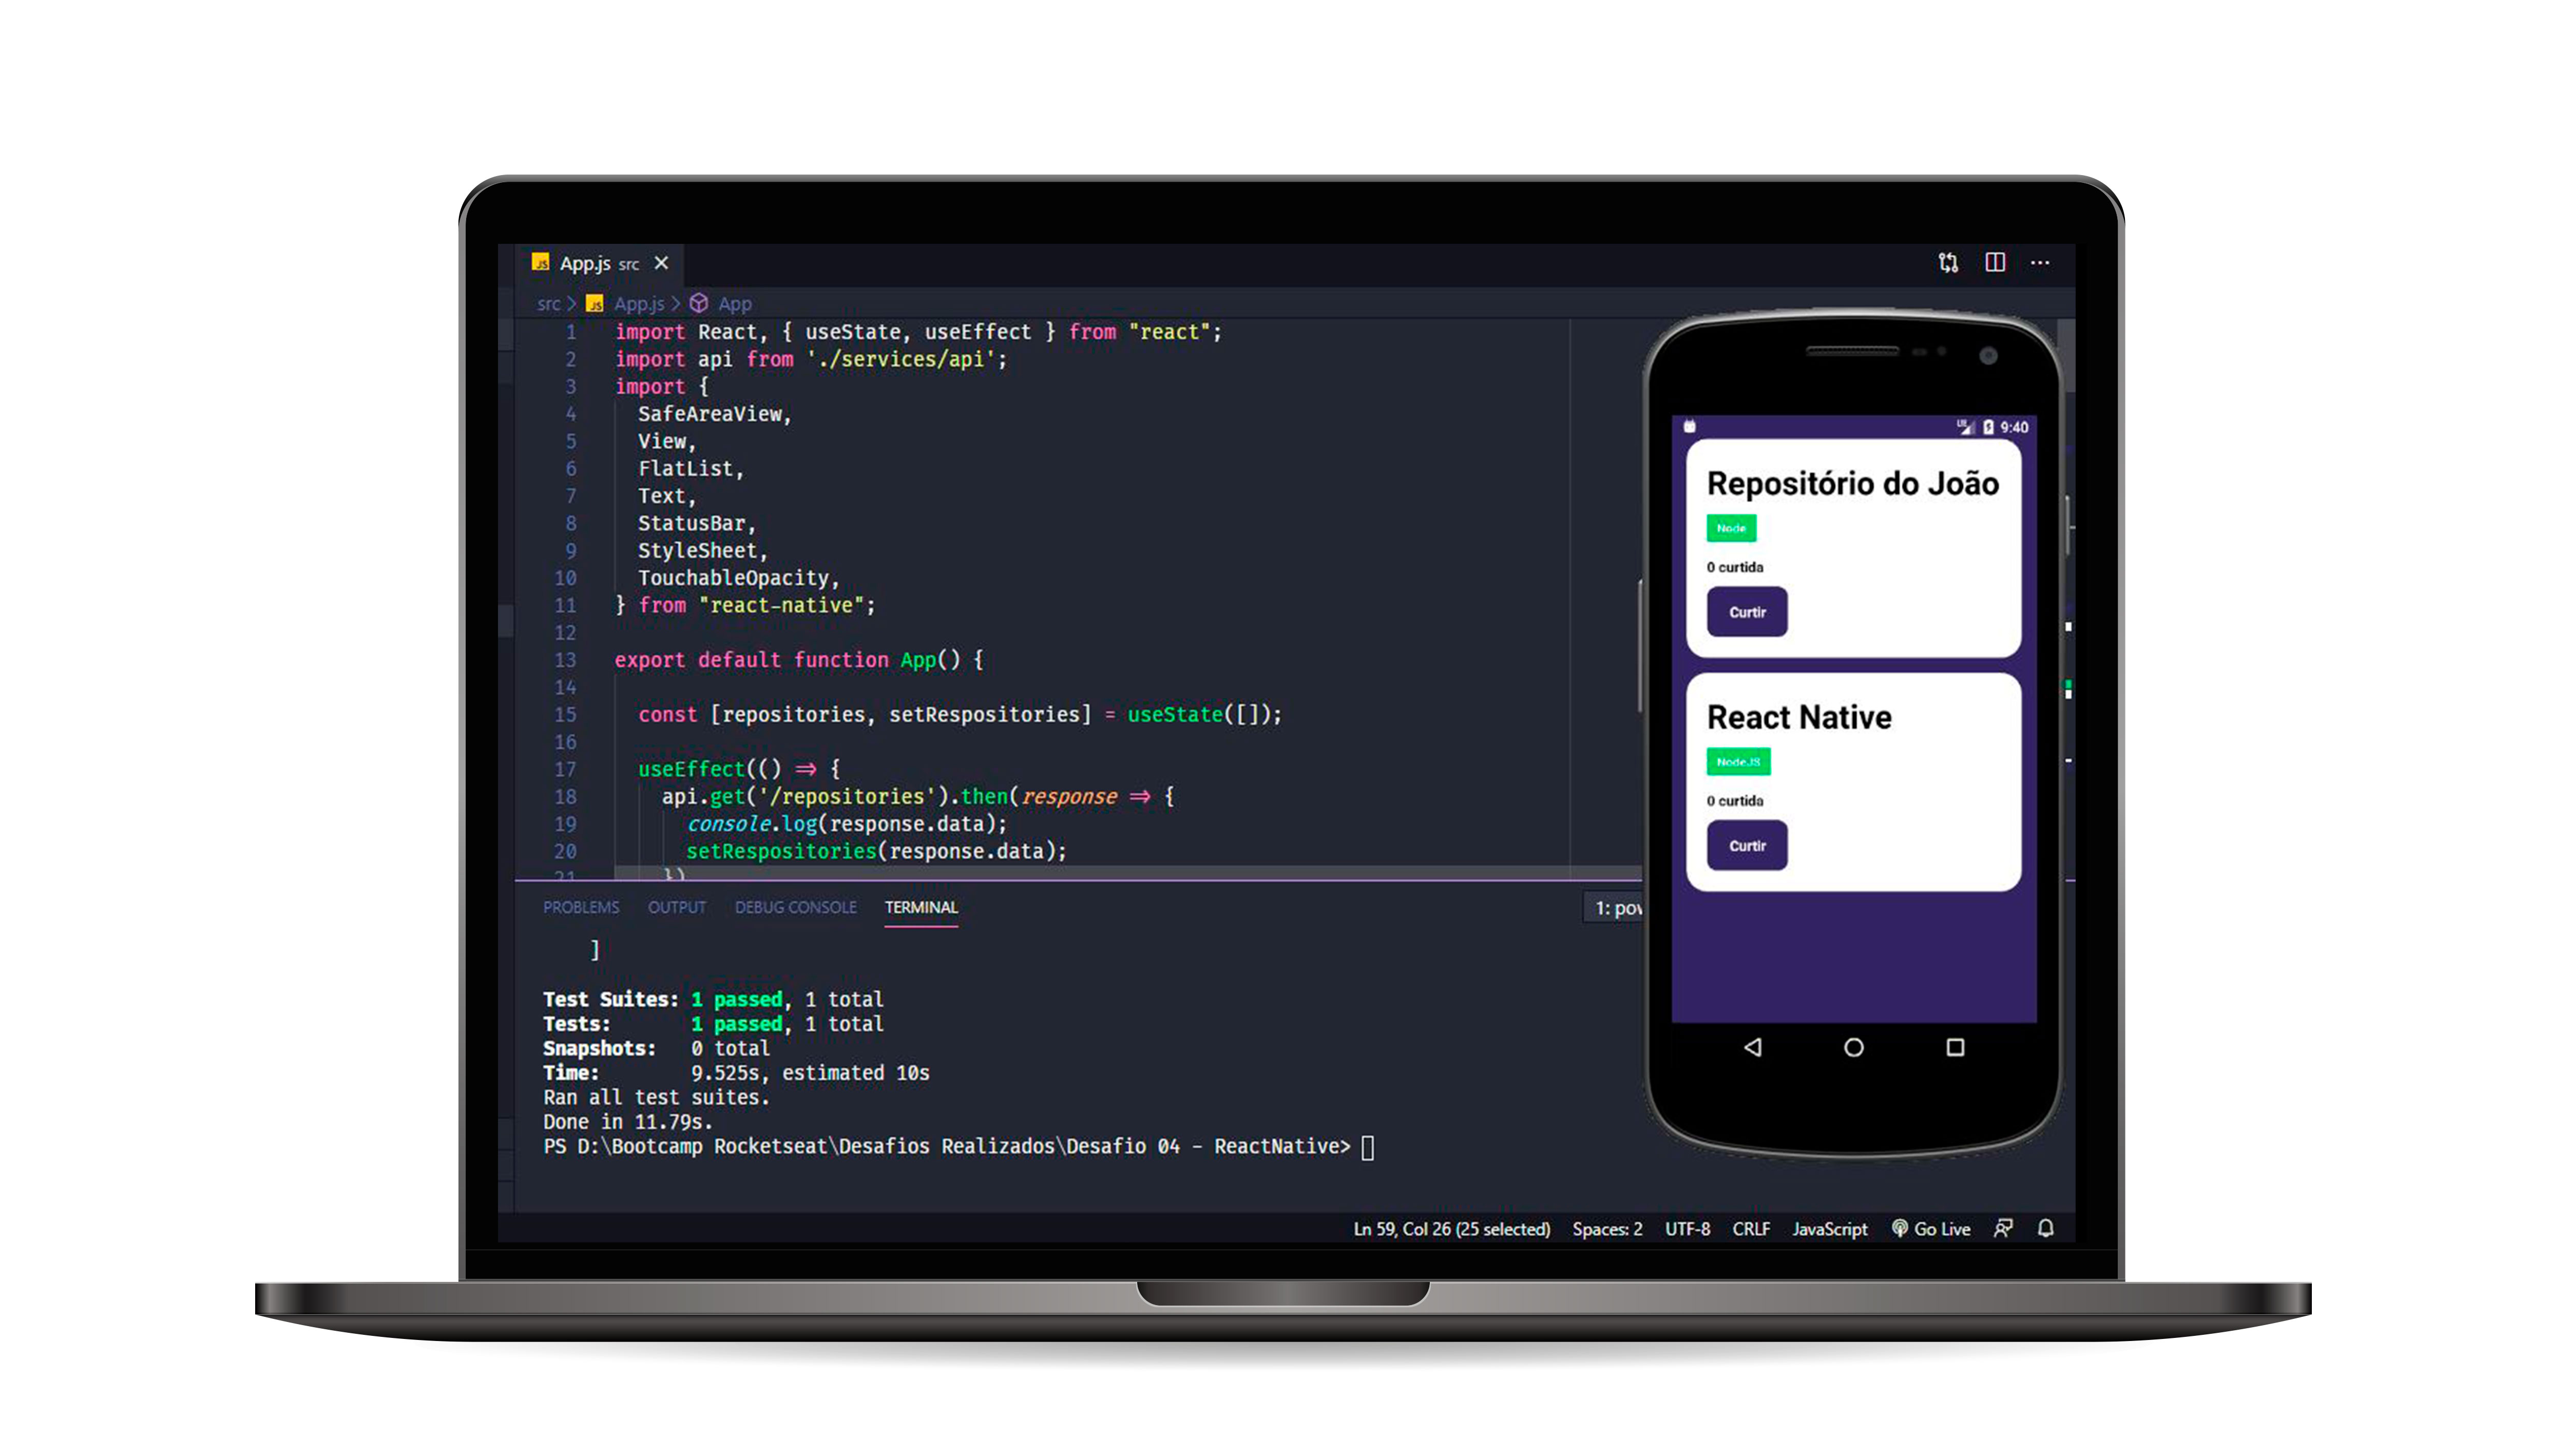 App.js src
src > App.js > App
1 import React, { useState, useEffect } from "react";
2 import api from './services/api';
3 import {
4 SafeAreaView,
5 View,
6 FlatList,
7 Text,
8 StatusBar,
9 StyleSheet,
10 TouchableOpacity,
11 } from "react-native";
12
13 export default function App() {
14
15 const [repositories, setRespositories] = useState([]);
16
17 useEffect(() => {
18 api.get('/repositories').then(response => {
19 console.log(response.data);
20 setRespositories(response.data);
21 })
PROBLEMS OUTPUT DEBUG CONSOLE TERMINAL 1: pow
]
Test Suites: 1 passed, 1 total
Tests: 1 passed, 1 total
Snapshots: 0 total
Time: 9.525s, estimated 10s
Ran all test suites.
Done in 11.79s.
PS D:\Bootcamp Rocketseat\Desafios Realizados\Desafio 04 - ReactNative>
Ln 59, Col 26 (25 selected) Spaces: 2 UTF-8 CRLF JavaScript Go Live
LTE 9:40
Repositório do João
Node
0 curtida
Curtir
React Native
NodeJS
0 curtida
Curtir